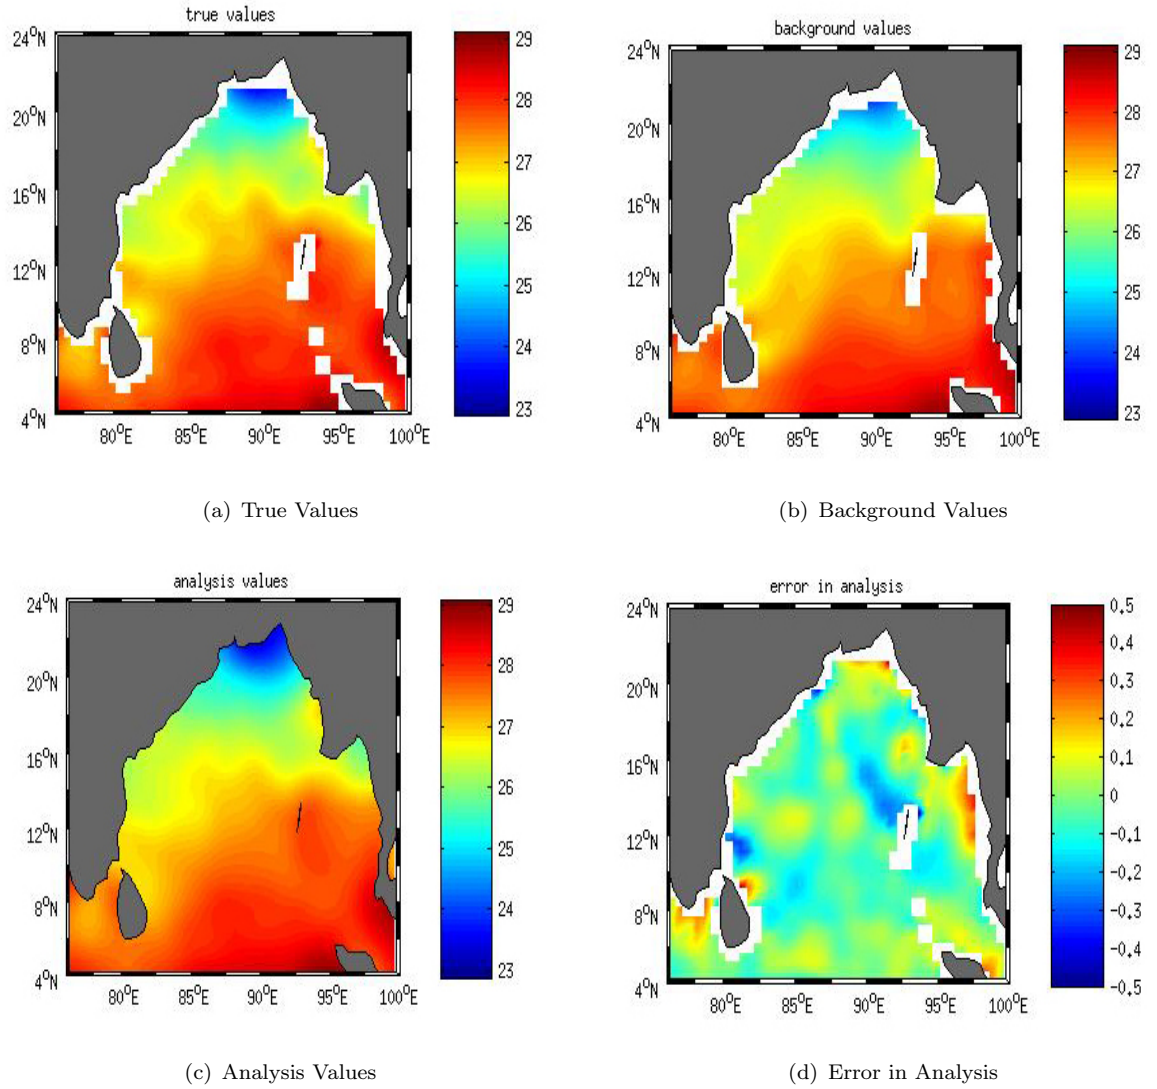 true values
24°N
20°N
16°N
12°N
8°N
4°N
80°E 85°E 90°E 95°E 100°E
29
28
27
26
25
24
23
(a) True Values
background values
24°N
20°N
16°N
12°N
8°N
4°N
80°E 85°E 90°E 95°E 100°E
29
28
27
26
25
24
23
(b) Background Values
analysis values
24°N
20°N
16°N
12°N
8°N
4°N
80°E 85°E 90°E 95°E 100°E
29
28
27
26
25
24
23
(c) Analysis Values
error in analysis
24°N
20°N
16°N
12°N
8°N
4°N
80°E 85°E 90°E 95°E 100°E
0.5
0.4
0.3
0.2
0.1
0
-0.1
-0.2
-0.3
-0.4
-0.5
(d) Error in Analysis